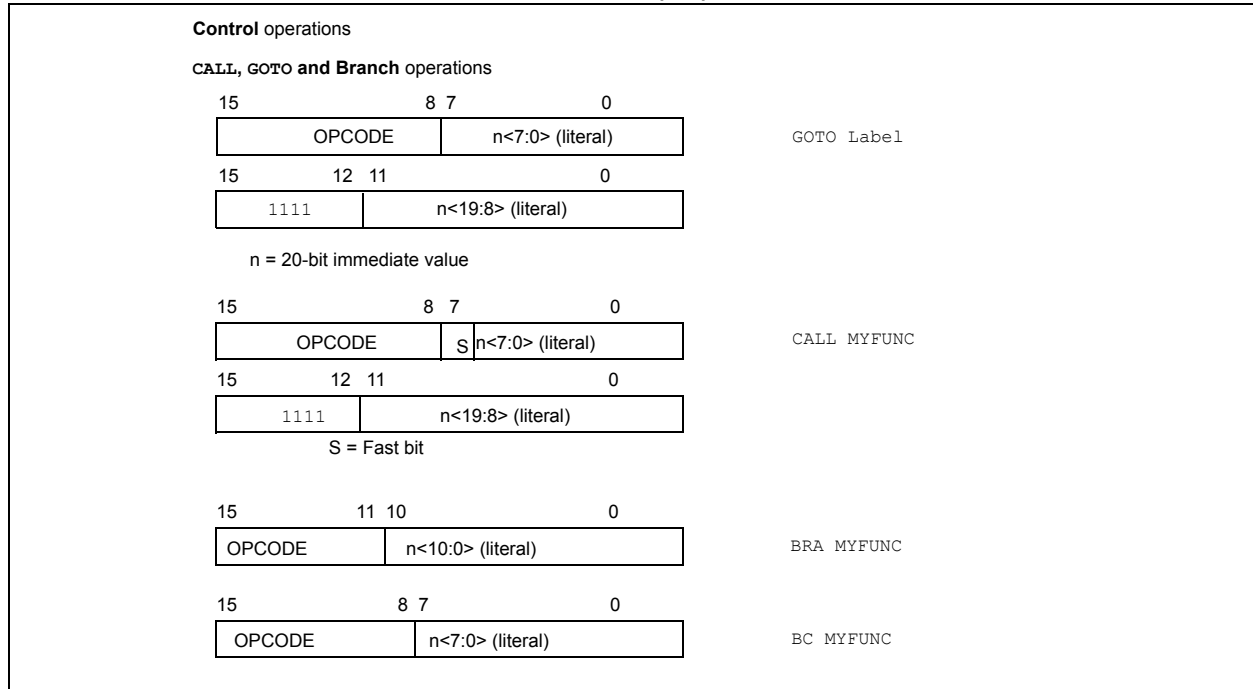 Control operations
CALL, GOTO and Branch operations
15 8 7 0
OPCODE n<7:0> (literal) GOTO Label
15 12 11 0
1111 n<19:8> (literal)
n = 20-bit immediate value
15 8 7 0
OPCODE S n<7:0> (literal) CALL MYFUNC
15 12 11 0
1111 n<19:8> (literal)
S = Fast bit
15 11 10 0
OPCODE n<10:0> (literal) BRA MYFUNC
15 8 7 0
OPCODE n<7:0> (literal) BC MYFUNC